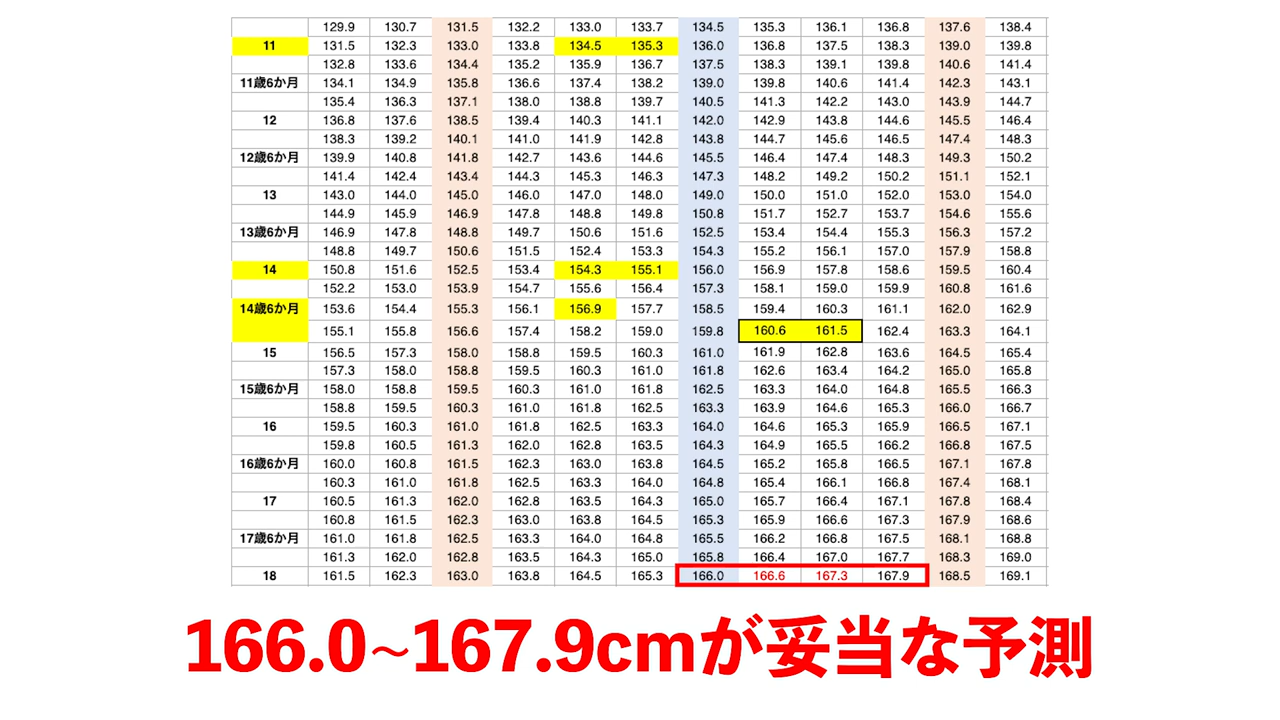 129.9 130.7 131.5 132.2 133.0 133.7 134.5 135.3 136.1 136.8 137.6 138.4
11 131.5 132.3 133.0 133.8 134.5 135.3 136.0 136.8 137.5 138.3 139.0 139.8
132.8 133.6 134.4 135.2 135.9 136.7 137.5 138.3 139.1 139.8 140.6 141.4
11歳6か月 134.1 134.9 135.8 136.6 137.4 138.2 139.0 139.8 140.6 141.4 142.3 143.1
135.4 136.3 137.1 138.0 138.8 139.7 140.5 141.3 142.2 143.0 143.9 144.7
12 136.8 137.6 138.5 139.4 140.3 141.1 142.0 142.9 143.8 144.6 145.5 146.4
138.3 139.2 140.1 141.0 141.9 142.8 143.8 144.7 145.6 146.5 147.4 148.3
12歳6か月 139.9 140.8 141.8 142.7 143.6 144.6 145.5 146.4 147.4 148.3 149.3 150.2
141.4 142.4 143.4 144.3 145.3 146.3 147.3 148.2 149.2 150.2 151.1 152.1
13 143.0 144.0 145.0 146.0 147.0 148.0 149.0 150.0 151.0 152.0 153.0 154.0
144.9 145.9 146.9 147.8 148.8 149.8 150.8 151.7 152.7 153.7 154.6 155.6
13歳6か月 146.9 147.8 148.8 149.7 150.6 151.6 152.5 153.4 154.4 155.3 156.3 157.2
148.8 149.7 150.6 151.5 152.4 153.3 154.3 155.2 156.1 157.0 157.9 158.8
14 150.8 151.6 152.5 153.4 154.3 155.1 156.0 156.9 157.8 158.6 159.5 160.4
152.2 153.0 153.9 154.7 155.6 156.4 157.3 158.1 159.0 159.9 160.8 161.6
14歳6か月 153.6 154.4 155.3 156.1 156.9 157.7 158.5 159.4 160.3 161.1 162.0 162.9
155.1 155.8 156.6 157.4 158.2 159.0 159.8 160.6 161.5 162.4 163.3 164.1
15 156.5 157.3 158.0 158.8 159.5 160.3 161.0 161.9 162.8 163.6 164.5 165.4
157.3 158.0 158.8 159.5 160.3 161.0 161.8 162.6 163.4 164.2 165.0 165.8
15歳6か月 158.0 158.8 159.5 160.3 161.0 161.8 162.5 163.3 164.0 164.8 165.5 166.3
158.8 159.5 160.3 161.0 161.8 162.5 163.3 163.9 164.6 165.3 166.0 166.7
16 159.5 160.3 161.0 161.8 162.5 163.3 164.0 164.6 165.3 165.9 166.5 167.1
159.8 160.5 161.3 162.0 162.8 163.5 164.3 164.9 165.5 166.2 166.8 167.5
16歳6か月 160.0 160.8 161.5 162.3 163.0 163.8 164.5 165.2 165.8 166.5 167.1 167.8
160.3 161.0 161.8 162.5 163.3 164.0 164.8 165.4 166.1 166.8 167.4 168.1
17 160.5 161.3 162.0 162.8 163.5 164.3 165.0 165.7 166.4 167.1 167.8 168.4
160.8 161.5 162.3 163.0 163.8 164.5 165.3 165.9 166.6 167.3 167.9 168.6
17歳6か月 161.0 161.8 162.5 163.3 164.0 164.8 165.5 166.2 166.8 167.5 168.1 168.8
161.3 162.0 162.8 163.5 164.3 165.0 165.8 166.4 167.0 167.7 168.3 169.0
18 161.5 162.3 163.0 163.8 164.5 165.3 166.0 166.6 167.3 167.9 168.5 169.1
166.0~167.9cmが妥当な予測